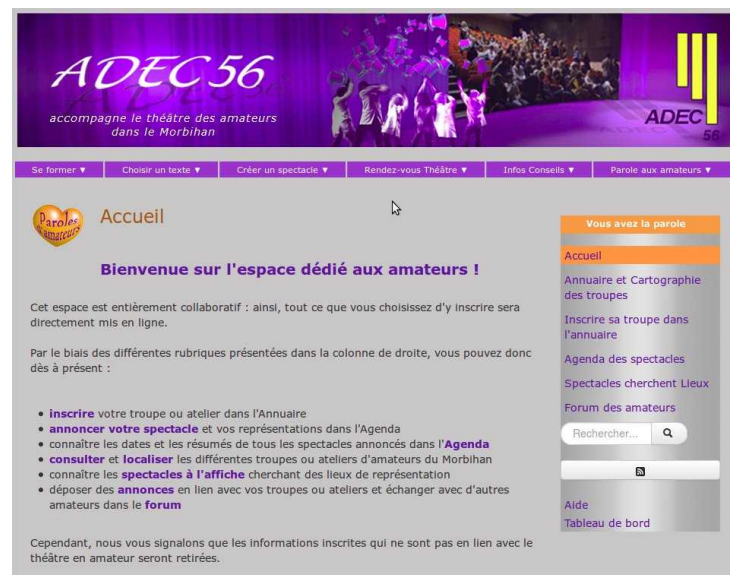 ADEC 56
accompagne le théâtre des amateurs
dans le Morbihan
ADEC
56
Se former ▼ Choisir un texte ▼ Créer un spectacle ▼ Rendez-vous Théâtre ▼ Infos Conseils ▼ Parole aux amateurs ▼
Paroles
amateurs
Accueil
Bienvenue sur l'espace dédié aux amateurs !
Cet espace est entièrement collaboratif : ainsi, tout ce que vous choisissez d'y inscrire sera
directement mis en ligne.
Par le biais des différentes rubriques présentées dans la colonne de droite, vous pouvez donc
dès à présent :
• inscrire votre troupe ou atelier dans l'Annuaire
• annoncer votre spectacle et vos représentations dans l'Agenda
• connaître les dates et les résumés de tous les spectacles annoncés dans l'Agenda
• consulter et localiser les différentes troupes ou ateliers d'amateurs du Morbihan
• connaître les spectacles à l'affiche cherchant des lieux de représentation
• déposer des annonces en lien avec vos troupes ou ateliers et échanger avec d'autres
amateurs dans le forum
Cependant, nous vous signalons que les informations inscrites qui ne sont pas en lien avec le
théâtre en amateur seront retirées.
Vous avez la parole
Accueil
Annuaire et Cartographie
des troupes
Inscrire sa troupe dans
l'annuaire
Agenda des spectacles
Spectacles cherchent Lieux
Forum des amateurs
Rechercher...
Aide
Tableau de bord